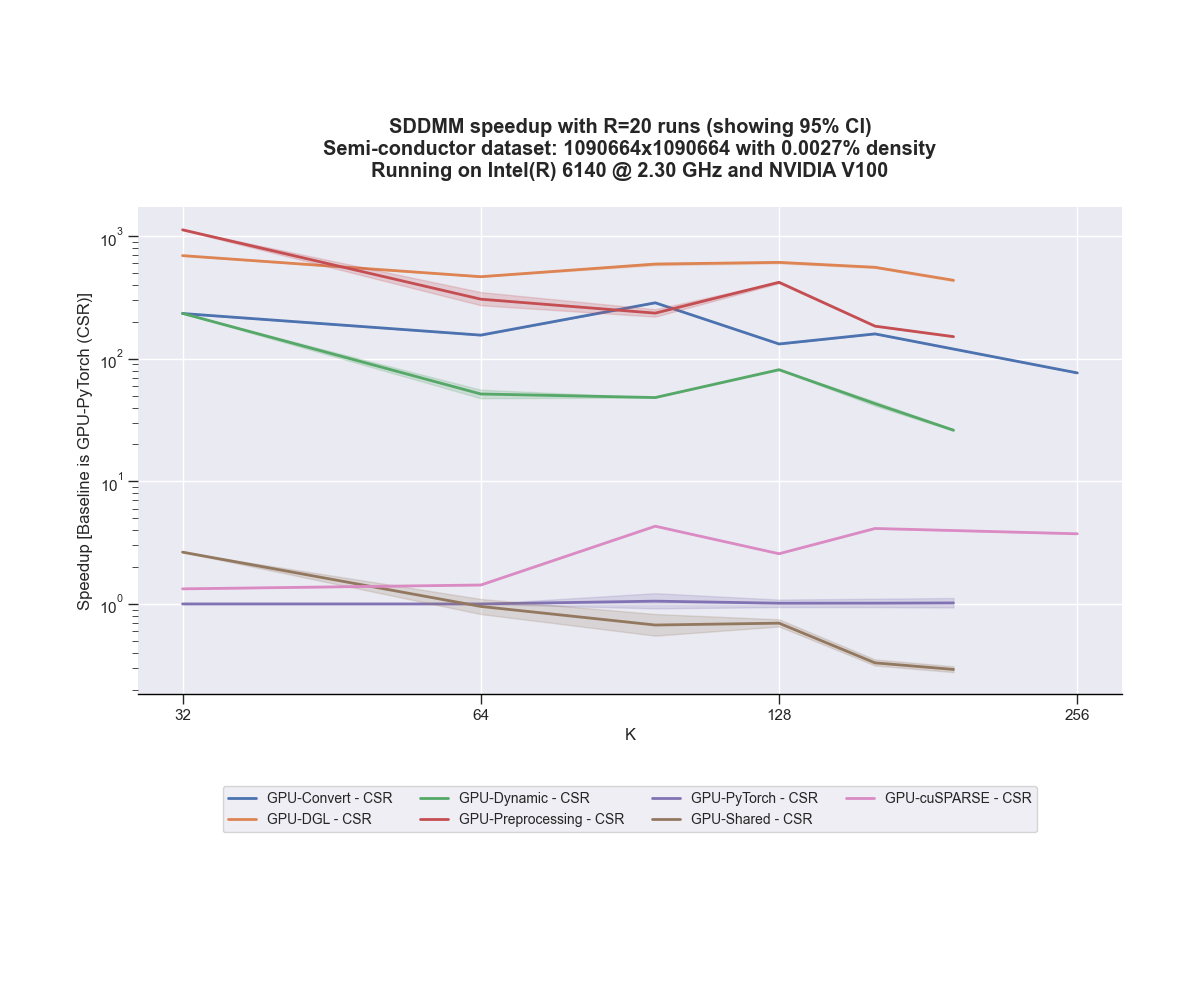 SDDMM speedup with R=20 runs (showing 95% CI)
Semi-conductor dataset: 1090664x1090664 with 0.0027% density
Running on Intel(R) 6140 @ 2.30 GHz and NVIDIA V100
Speedup [Baseline is GPU-PyTorch (CSR)]
10³
10²
10¹
10⁰
32 64 128 256
K
GPU-Convert - CSR GPU-Dynamic - CSR GPU-PyTorch - CSR GPU-cuSPARSE - CSR
GPU-DGL - CSR GPU-Preprocessing - CSR GPU-Shared - CSR